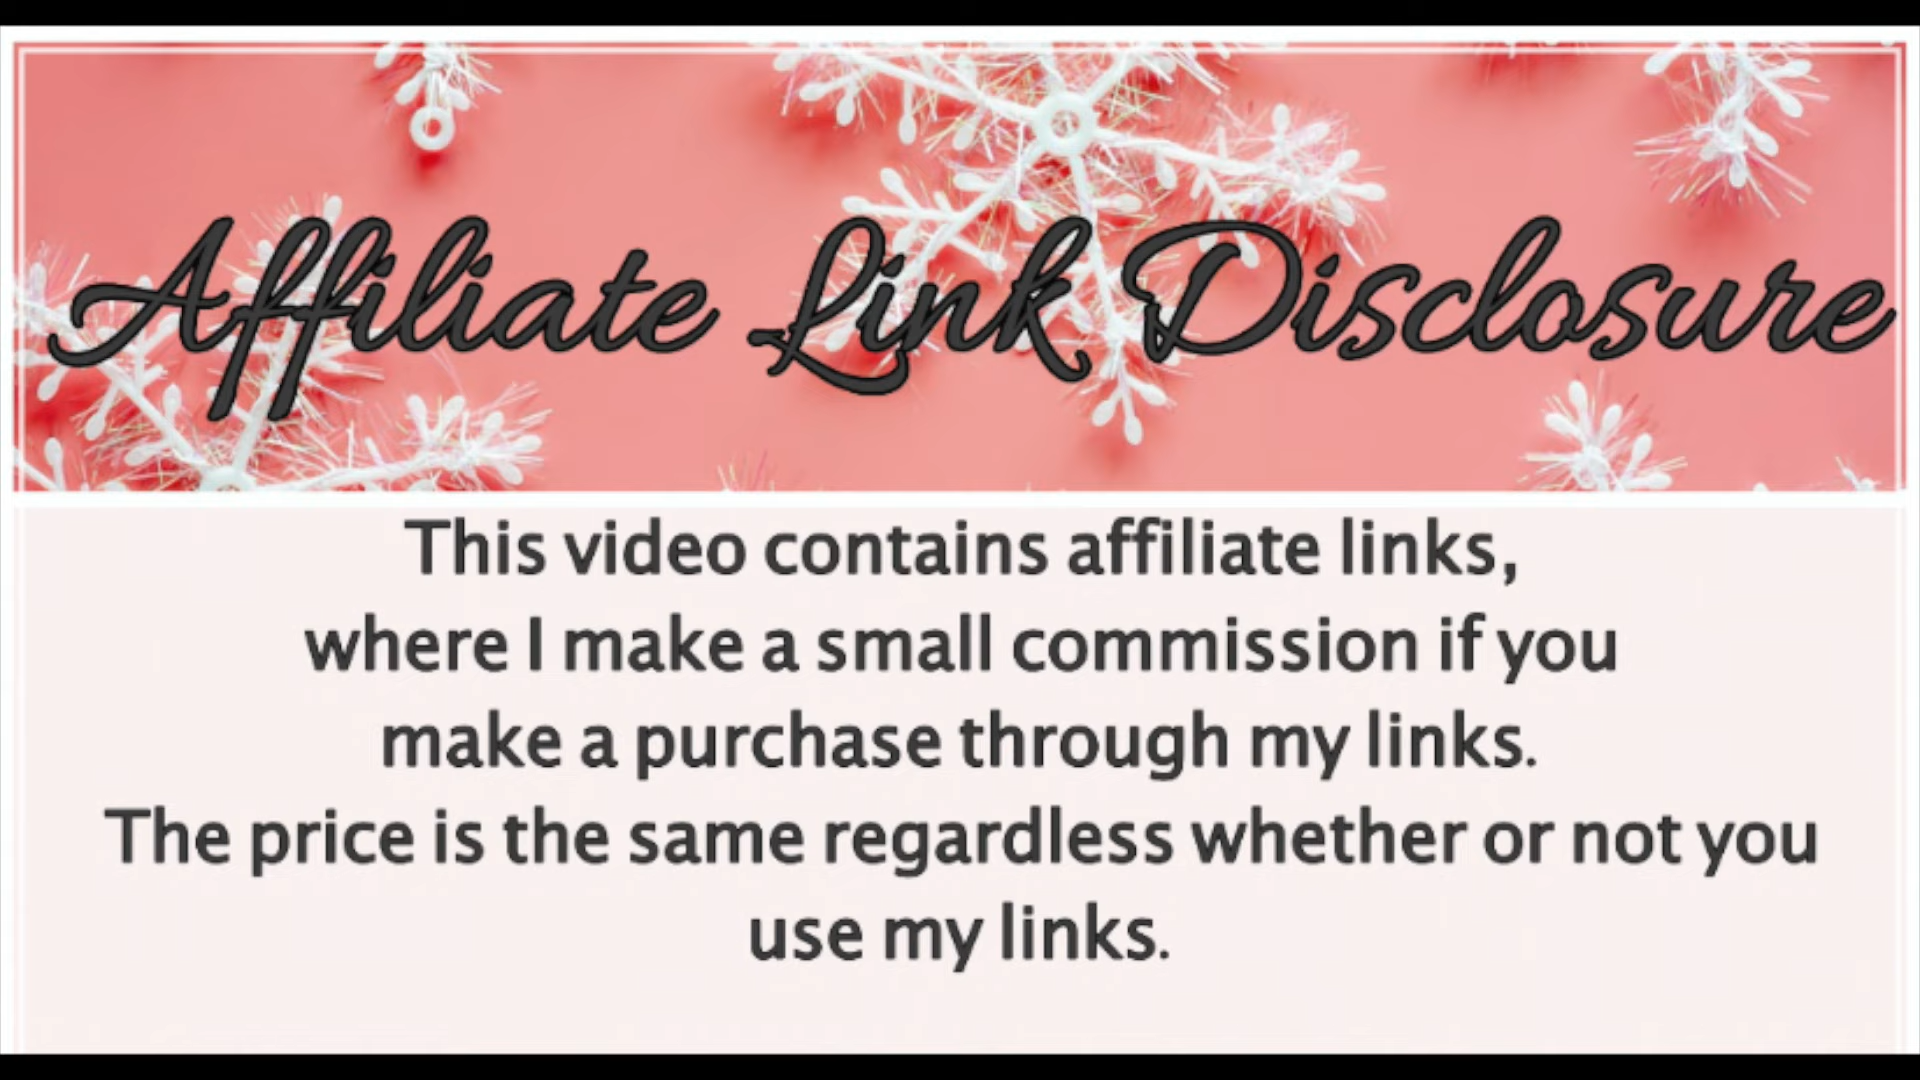 Affiliate Link Disclosure
This video contains affiliate links,
where I make a small commission if you
make a purchase through my links.
The price is the same regardless whether or not you
use my links.